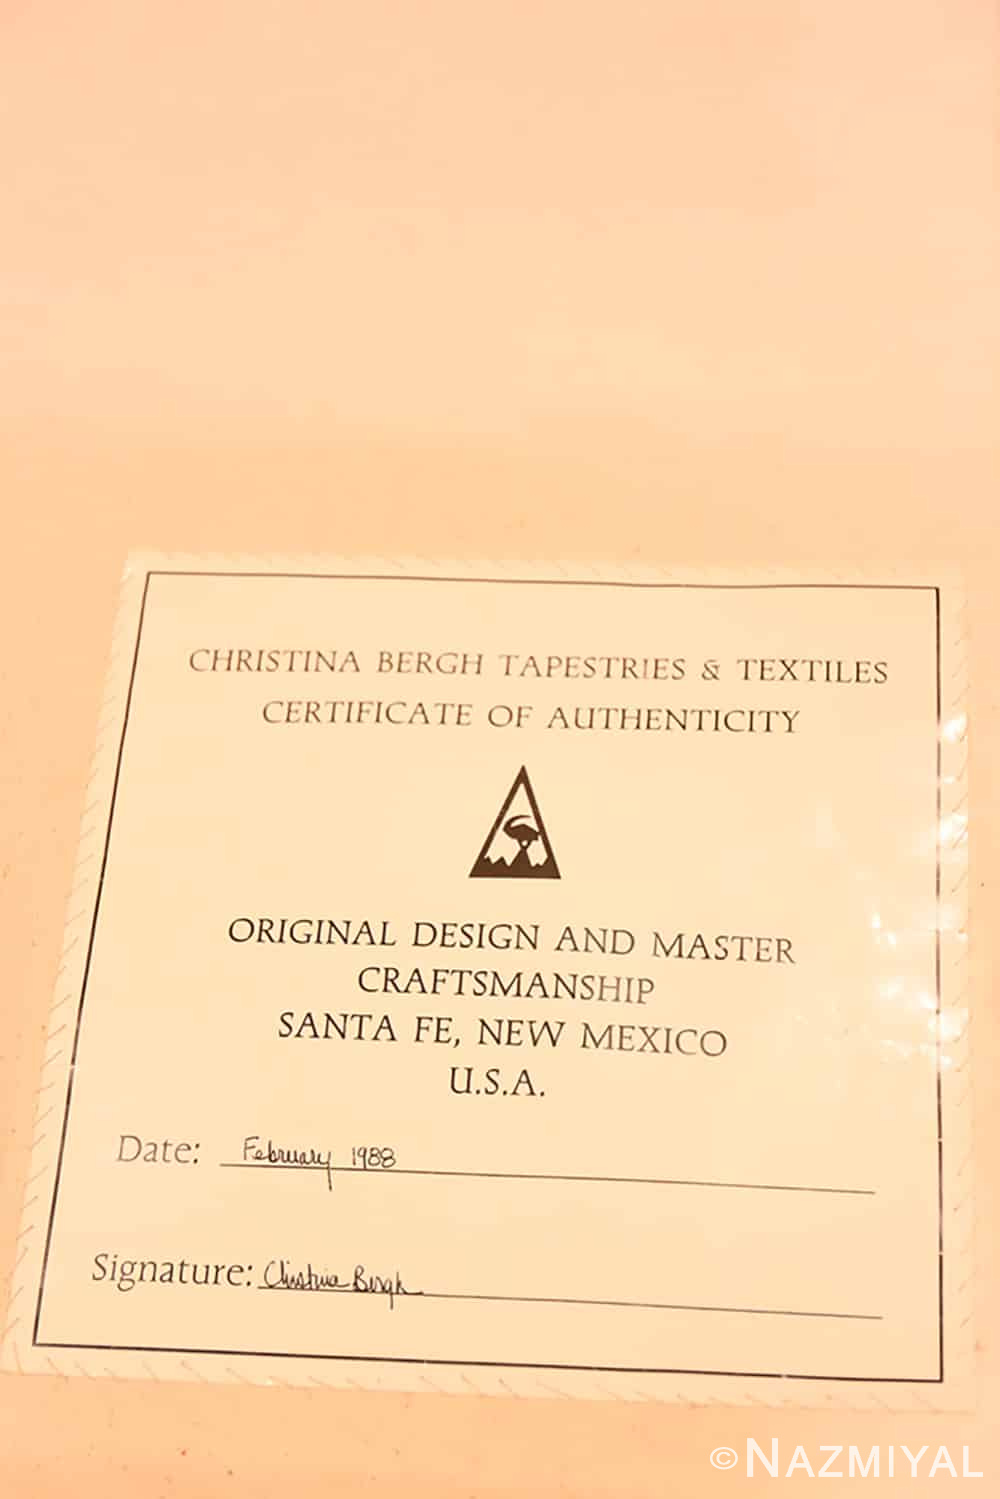 CHRISTINA BERGH TAPESTRIES & TEXTILES
CERTIFICATE OF AUTHENTICITY
ORIGINAL DESIGN AND MASTER
CRAFTSMANSHIP
SANTA FE, NEW MEXICO
U.S.A.
Date: February 1988
Signature: Christina Bergh
© NAZMIYAL